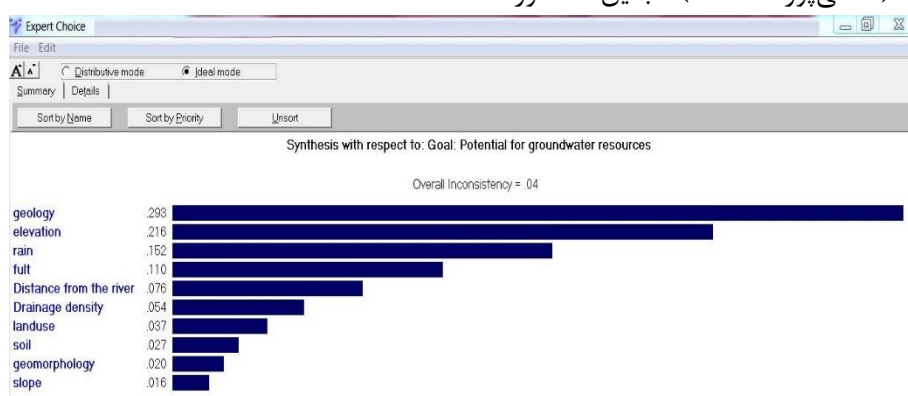 Expert Choice
File Edit
Distributive mode Ideal mode
Summary Details
Sort by Name Sort by Priority Unsort
Synthesis with respect to: Goal: Potential for groundwater resources
Overall Inconsistency = .04
geology .293
elevation .216
rain .152
fult .110
Distance from the river .076
Drainage density .054
landuse .037
soil .027
geomorphology .020
slope .016